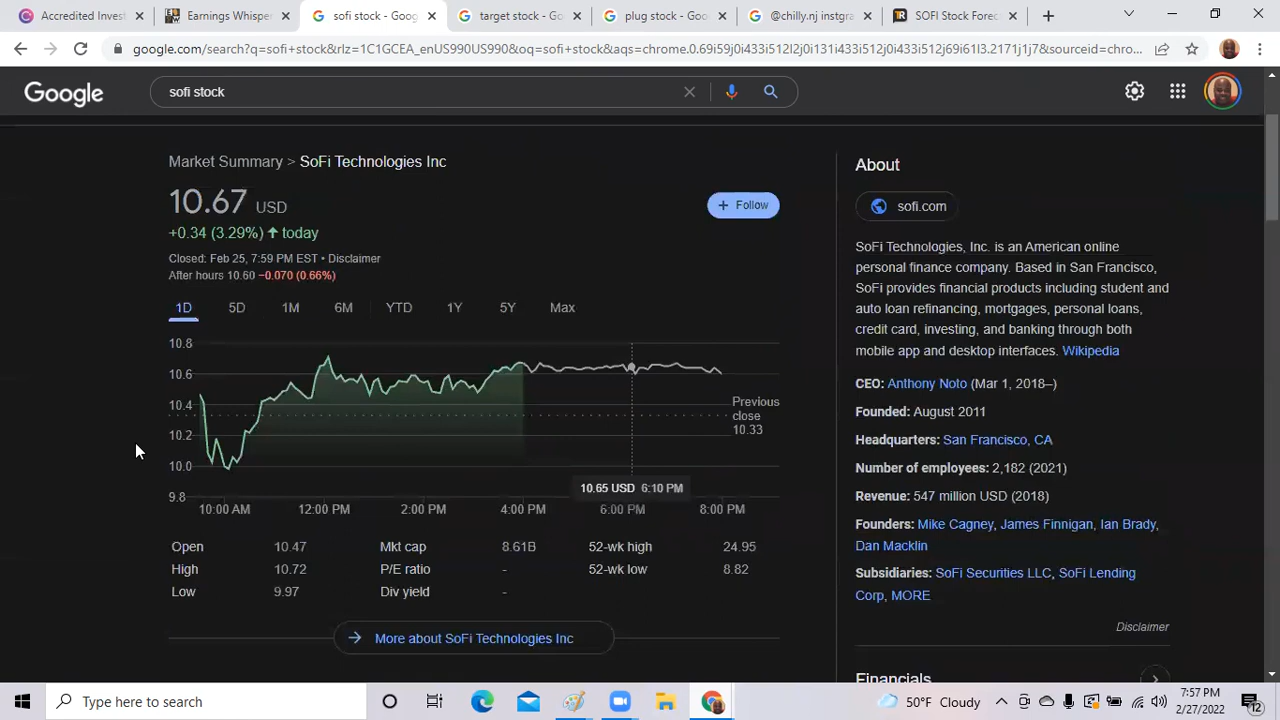 Accredited Invest
Earnings Whisper
sofi stock - Goog
target stock - Go
plug stock - Goo
@chilly.nj instgra
SOFI Stock Forec
google.com/search?q=sofi+stock&rlz=1C1GCEA_enUS990US990&oq=sofi+stock&aqs=chrome.0.69i59j0i433i512l2j0i131i433i512j0i433i512j69i61l3.2171j1j7&sourceid=chro...
Google
sofi stock
Market Summary > SoFi Technologies Inc
10.67 USD
+ Follow
+0.34 (3.29%) today
Closed: Feb 25, 7:59 PM EST • Disclaimer
After hours 10.60 −0.070 (0.66%)
1D 5D 1M 6M YTD 1Y 5Y Max
10.8
10.6
10.4
10.2
10.0
9.8
Previous
close
10.33
10.65 USD 6:10 PM
10:00 AM 12:00 PM 2:00 PM 4:00 PM 6:00 PM 8:00 PM
Open 10.47 Mkt cap 8.61B 52-wk high 24.95
High 10.72 P/E ratio - 52-wk low 8.82
Low 9.97 Div yield -
More about SoFi Technologies Inc
About
sofi.com
SoFi Technologies, Inc. is an American online
personal finance company. Based in San Francisco,
SoFi provides financial products including student and
auto loan refinancing, mortgages, personal loans,
credit card, investing, and banking through both
mobile app and desktop interfaces. Wikipedia
CEO: Anthony Noto (Mar 1, 2018–)
Founded: August 2011
Headquarters: San Francisco, CA
Number of employees: 2,182 (2021)
Revenue: 547 million USD (2018)
Founders: Mike Cagney, James Finnigan, Ian Brady,
Dan Macklin
Subsidiaries: SoFi Securities LLC, SoFi Lending
Corp, MORE
Disclaimer
Financials
Type here to search
50°F Cloudy
7:57 PM
2/27/2022
12